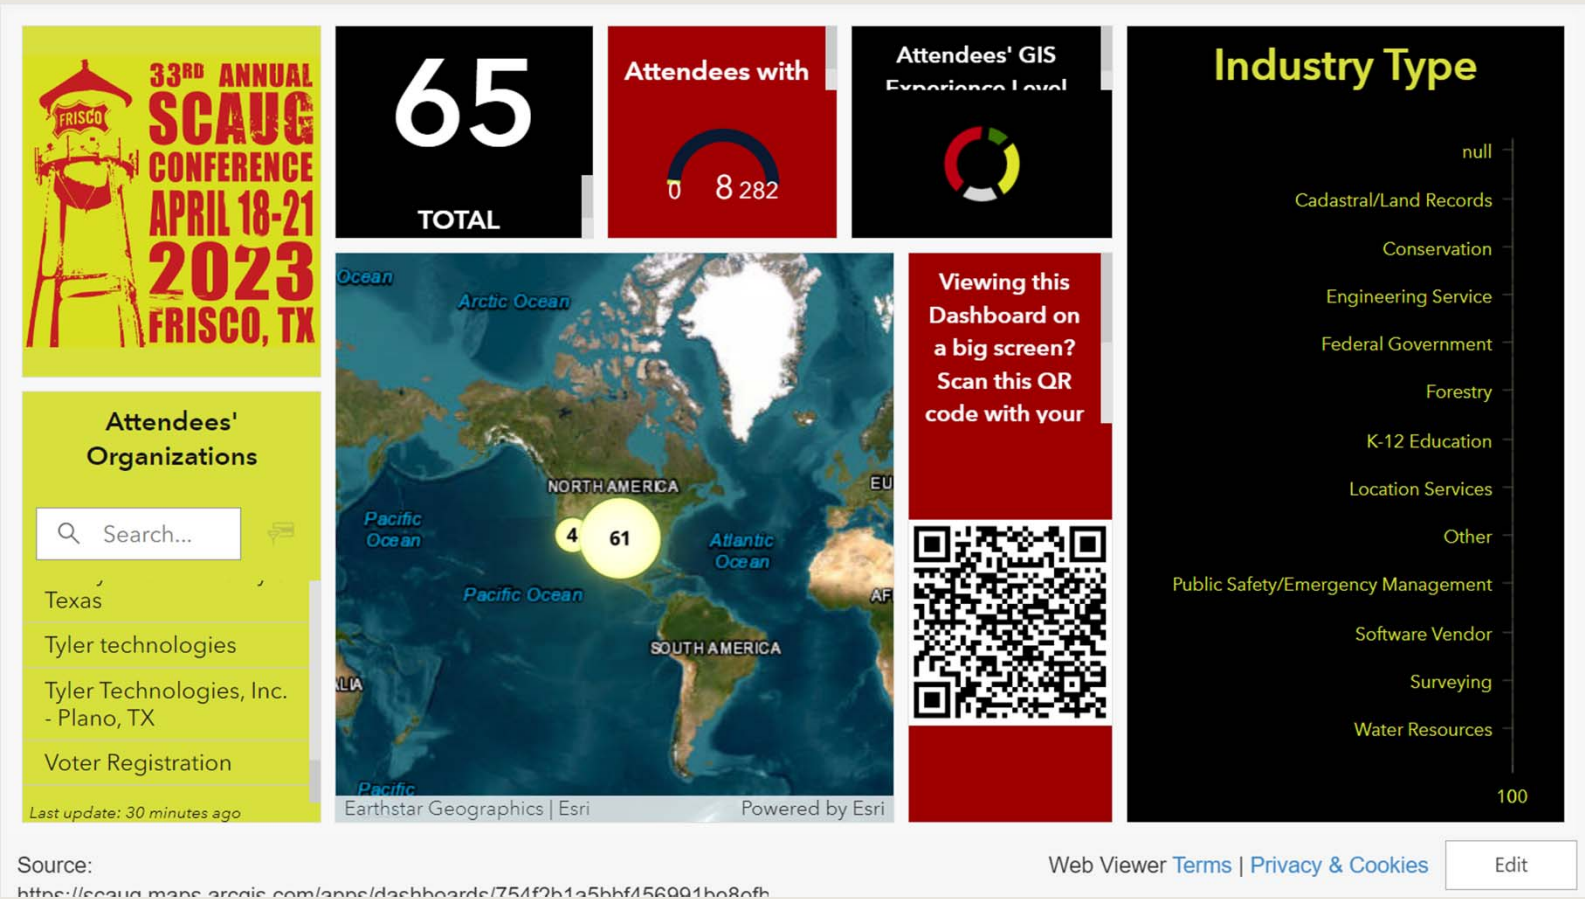 33RD ANNUAL
SCAUG
CONFERENCE
APRIL 18-21
2023
FRISCO, TX
FRISCO
65
TOTAL
Attendees with
0 8 282
Attendees' GIS
Experience Level
Industry Type
null
Cadastral/Land Records
Conservation
Engineering Service
Federal Government
Forestry
K-12 Education
Location Services
Other
Public Safety/Emergency Management
Software Vendor
Surveying
Water Resources
100
Attendees'
Organizations
Search...
Texas
Tyler technologies
Tyler Technologies, Inc.
- Plano, TX
Voter Registration
Last update: 30 minutes ago
Ocean
Arctic Ocean
NORTH AMERICA
EU
Pacific
Ocean
4
61
Atlantic
Ocean
Pacific Ocean
AF
SOUTH AMERICA
ALIA
Pacific
Earthstar Geographics | Esri
Powered by Esri
Viewing this
Dashboard on
a big screen?
Scan this QR
code with your
Source:
Web Viewer Terms | Privacy & Cookies
Edit